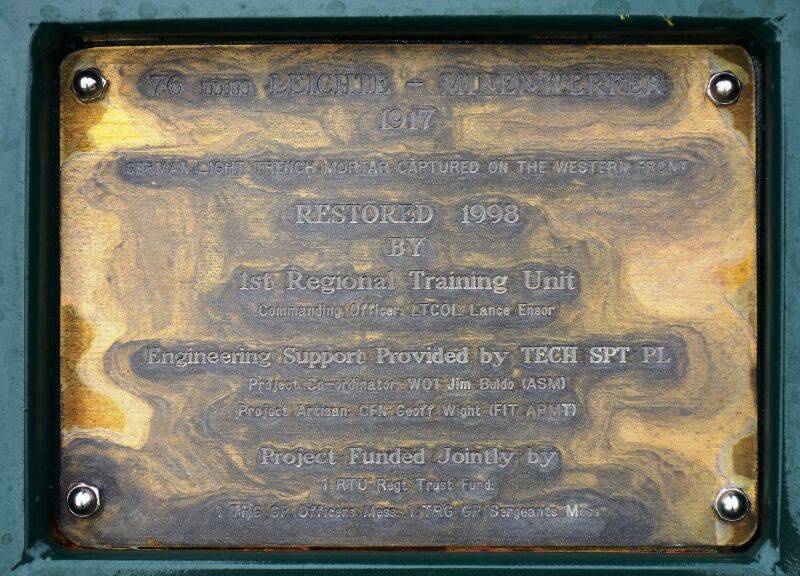 76 mm LEICHTE - MINENWERFER
1917
GERMAN LIGHT TRENCH MORTAR CAPTURED ON THE WESTERN FRONT
RESTORED 1998
BY
1st Regional Training Unit
Commanding Officer: LTCOL Lance Ensor
Engineering Support Provided by TECH SPT PL
Project Co-ordinator: WO1 Jim Buldo (ASM)
Project Artisan: CFN Geoff Wight (FIT ARMT)
Project Funded Jointly by
1 RTU Regt Trust Fund:
1 TRG GP Officers Mess: 1 TRG GP Sergeants Mess